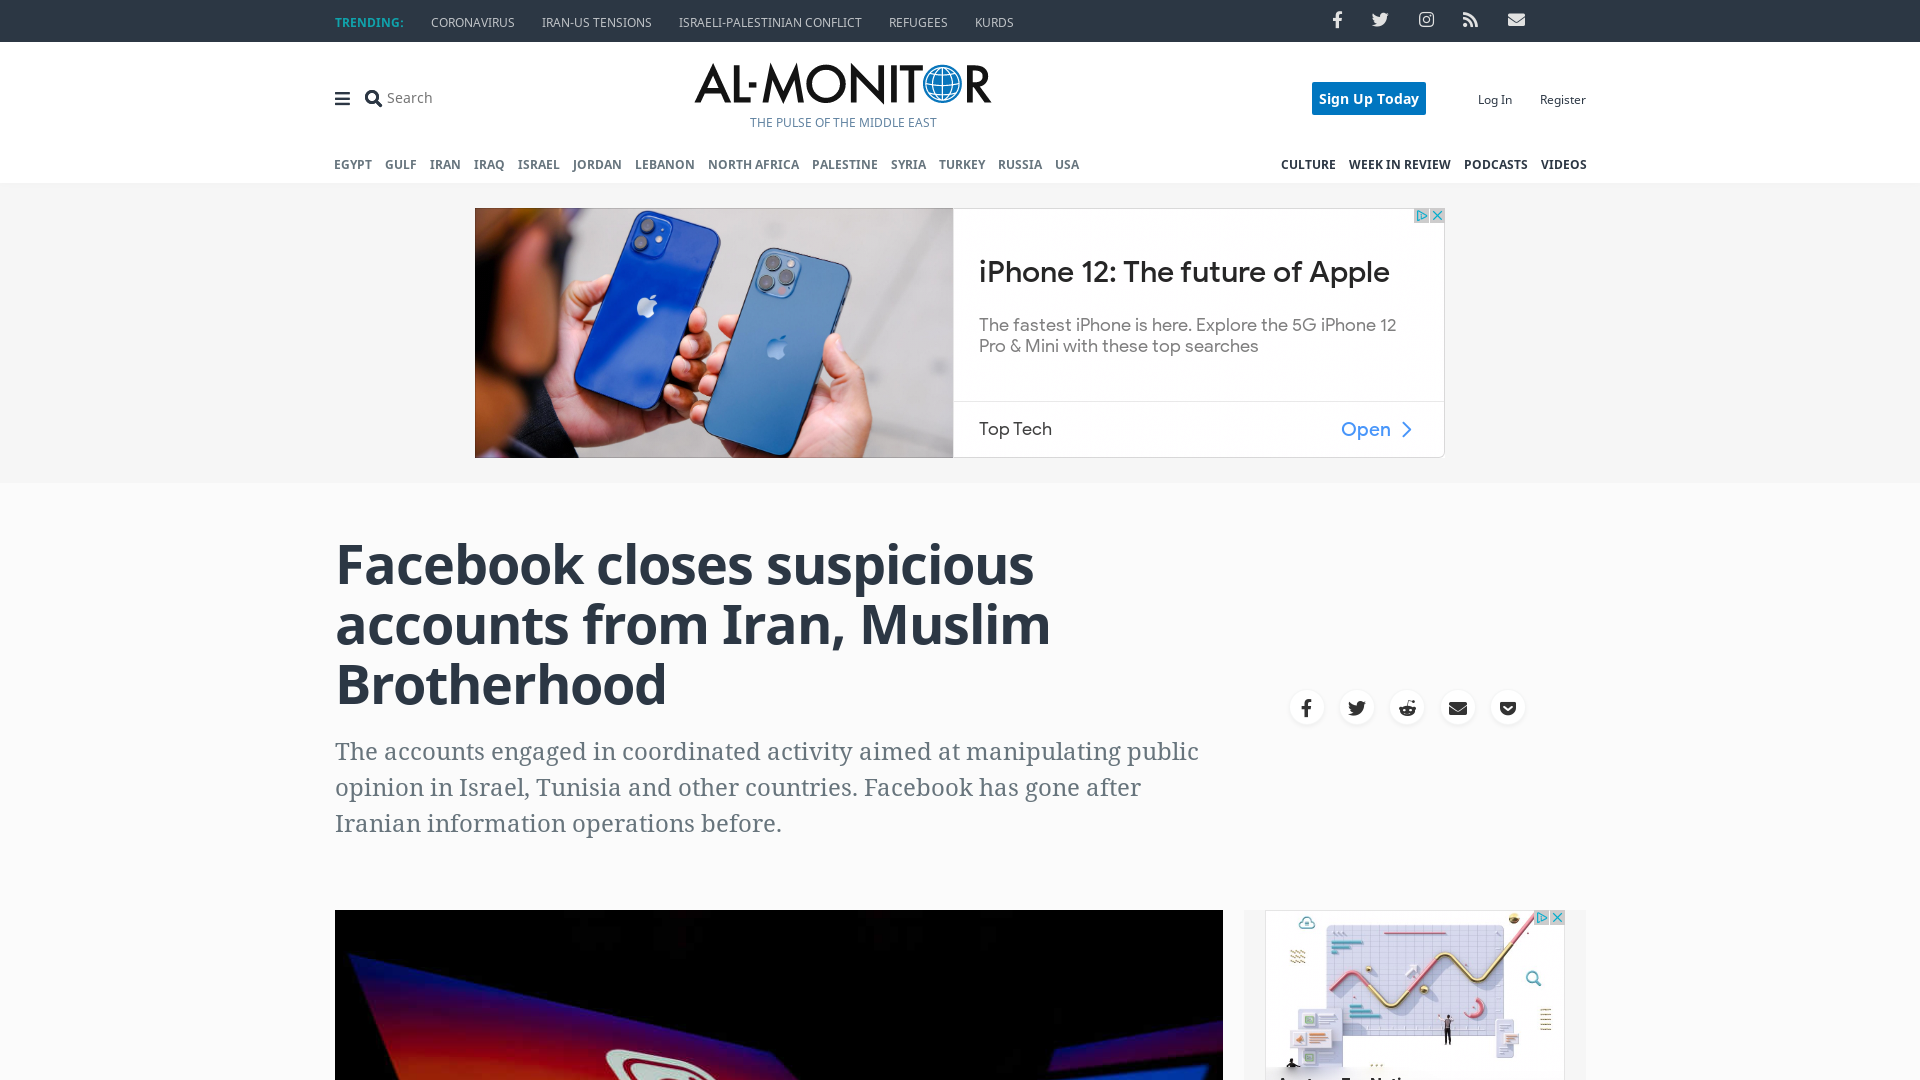 TRENDING: CORONAVIRUS IRAN-US TENSIONS ISRAELI-PALESTINIAN CONFLICT REFUGEES KURDS
Search
AL-MONITOR
THE PULSE OF THE MIDDLE EAST
Sign Up Today
Log In
Register
EGYPT GULF IRAN IRAQ ISRAEL JORDAN LEBANON NORTH AFRICA PALESTINE SYRIA TURKEY RUSSIA USA
CULTURE WEEK IN REVIEW PODCASTS VIDEOS
iPhone 12: The future of Apple
The fastest iPhone is here. Explore the 5G iPhone 12
Pro & Mini with these top searches
Top Tech
Open
Facebook closes suspicious
accounts from Iran, Muslim
Brotherhood
The accounts engaged in coordinated activity aimed at manipulating public
opinion in Israel, Tunisia and other countries. Facebook has gone after
Iranian information operations before.